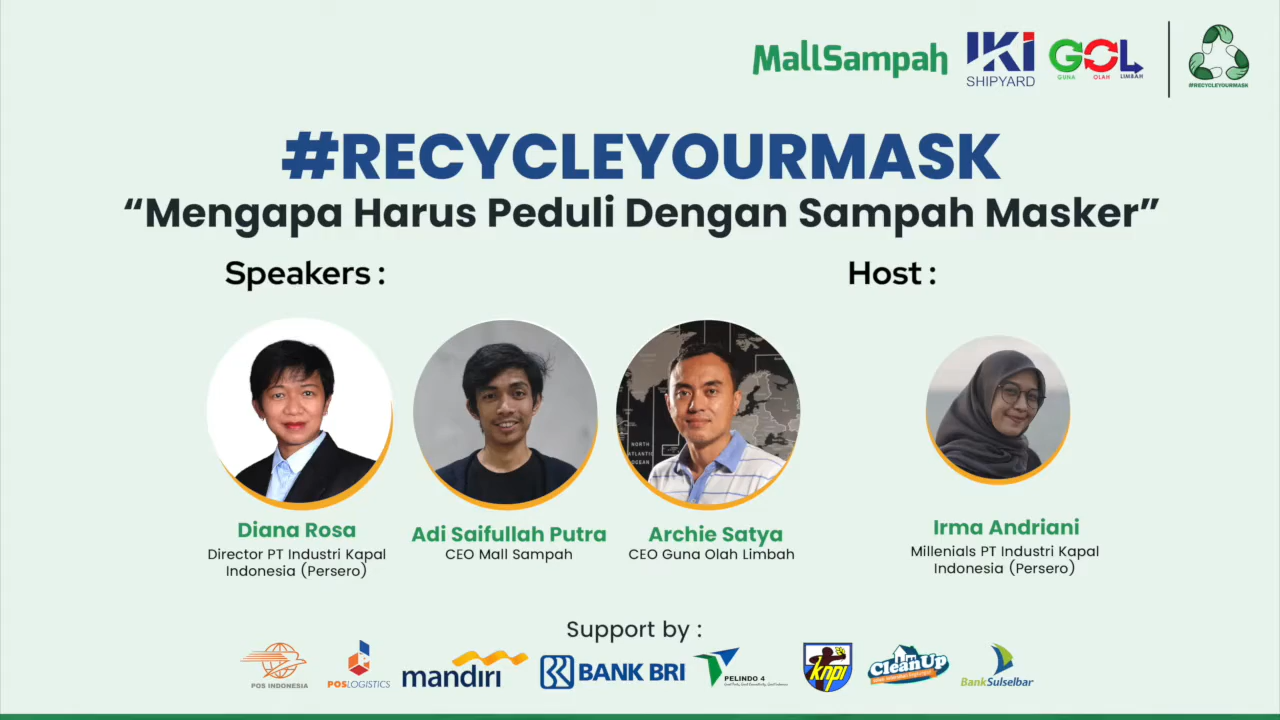 MallSampah
IKI
SHIPYARD
GOL
GUNA OLAH LIMBAH
#RECYCLEYOURMASK
#RECYCLEYOURMASK
“Mengapa Harus Peduli Dengan Sampah Masker”
Speakers :
Host :
NORTH
ATLANTIC
OCEAN
Diana Rosa
Director PT Industri Kapal
Indonesia (Persero)
Adi Saifullah Putra
CEO Mall Sampah
Archie Satya
CEO Guna Olah Limbah
Irma Andriani
Millenials PT Industri Kapal
Indonesia (Persero)
Support by :
POS INDONESIA
POSLOGISTICS
mandiri
BANK BRI
PELINDO 4
knpi
CleanUp
BankSulselbar